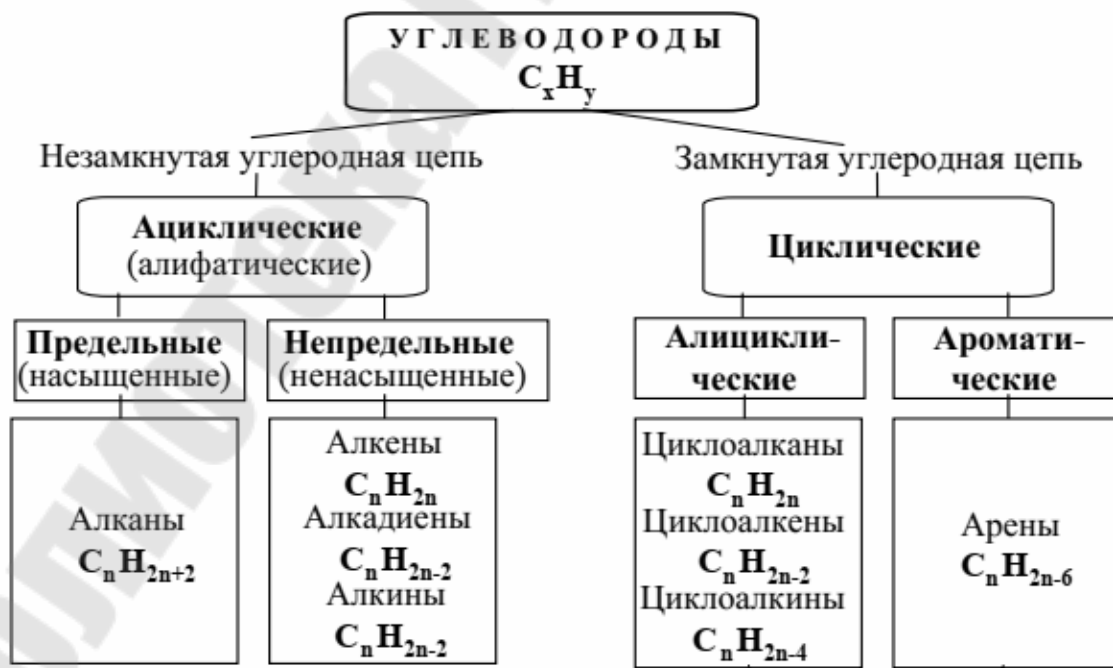 УГЛЕВОДОРОДЫ
CxHy
Незамкнутая углеродная цепь
Замкнутая углеродная цепь
Ациклические
(алифатические)
Циклические
Предельные
(насыщенные)
Непредельные
(ненасыщенные)
Алицикли-
ческие
Аромати-
ческие
Алканы
CnH2n+2
Алкены
CnH2n
Алкадиены
CnH2n-2
Алкины
CnH2n-2
Циклоалканы
CnH2n
Циклоалкены
CnH2n-2
Циклоалкины
CnH2n-4
Арены
CnH2n-6